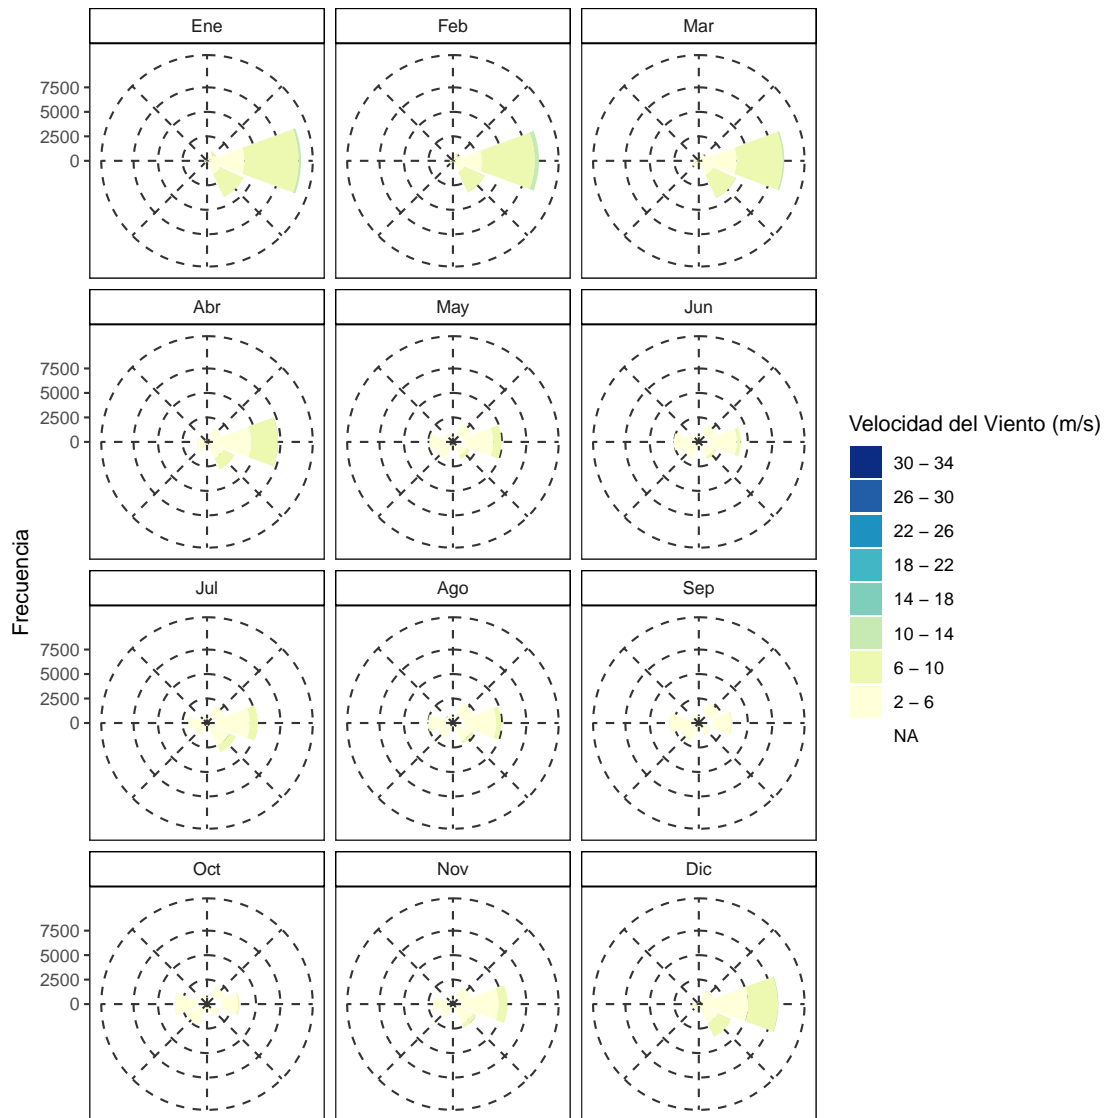 Ene
Feb
Mar
7500
5000
2500
0
Abr
May
Jun
7500
5000
2500
0
Jul
Ago
Sep
7500
5000
2500
0
Oct
Nov
Dic
7500
5000
2500
0
Frecuencia
Velocidad del Viento (m/s)
30 – 34
26 – 30
22 – 26
18 – 22
14 – 18
10 – 14
6 – 10
2 – 6
NA